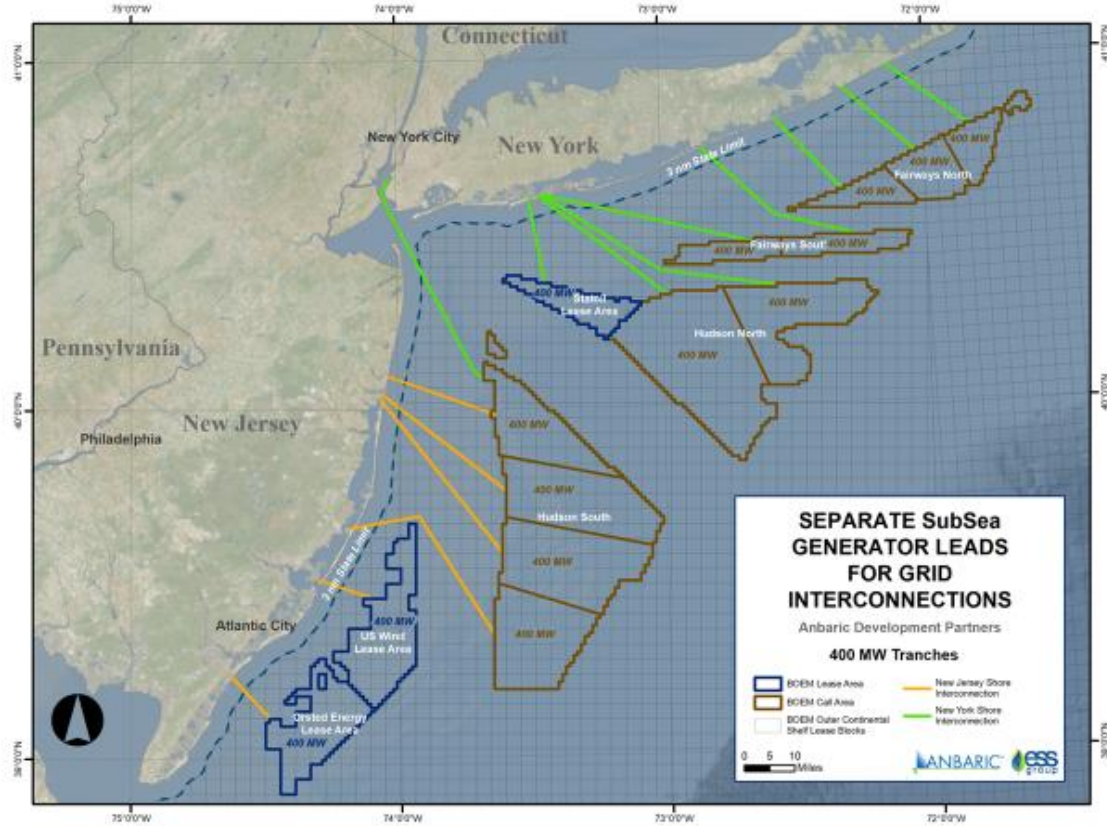 74°0'0"W
72°0'0"W
41°0'0"N
41°0'0"N
Connecticut
New York City
New York
3 nm State Limit
400 MW
400 MW
Fairways North
400 MW
400 MW
Fairways Sout
400 MW
400 MW
Statoil
Lease Area
400 MW
Hudson North
400 MW
Pennsylvania
40°0'0"N
40°0'0"N
New Jersey
Philadelphia
400 MW
400 MW
Hudson South
400 MW
3 nm State Limit
Atlantic City
400 MW
US Wind
Lease Area
400 MW
Orsted Energy
Lease Area
400 MW
39°0'0"N
39°0'0"N
SEPARATE SubSea
GENERATOR LEADS
FOR GRID
INTERCONNECTIONS
Anbaric Development Partners
400 MW Tranches
BOEM Lease Area
New Jersey Shore
Interconnection
BOEM Call Area
New York Shore
Interconnection
BOEM Outer Continental
Shelf Lease Blocks
0 5 10
Miles
ANBARIC
ess
group
75°0'0"W
74°0'0"W
73°0'0"W
72°0'0"W